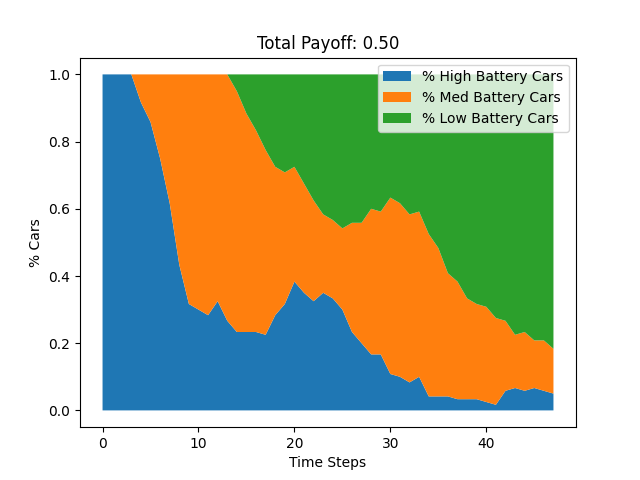 Total Payoff: 0.50
% High Battery Cars
% Med Battery Cars
% Low Battery Cars
1.0
0.8
0.6
0.4
0.2
0.0
% Cars
0 10 20 30 40
Time Steps